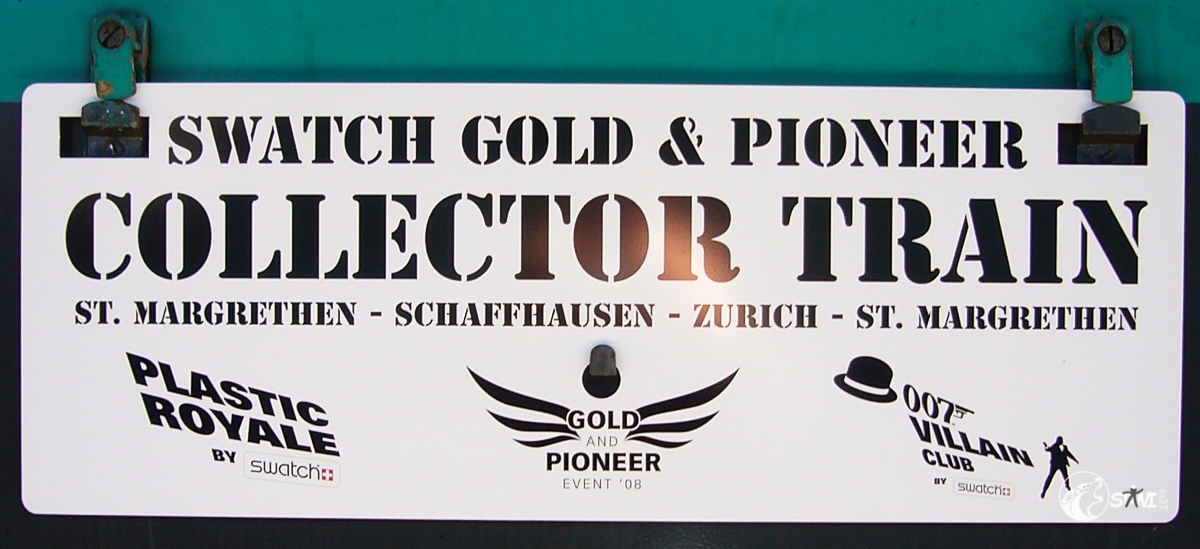 SWATCH GOLD & PIONEER
COLLECTOR TRAIN
ST. MARGRETHEN - SCHAFFHAUSEN - ZURICH - ST. MARGRETHEN
PLASTIC
ROYALE
BY swatch
GOLD
AND
PIONEER
EVENT '08
007
VILLAIN
CLUB
BY swatch